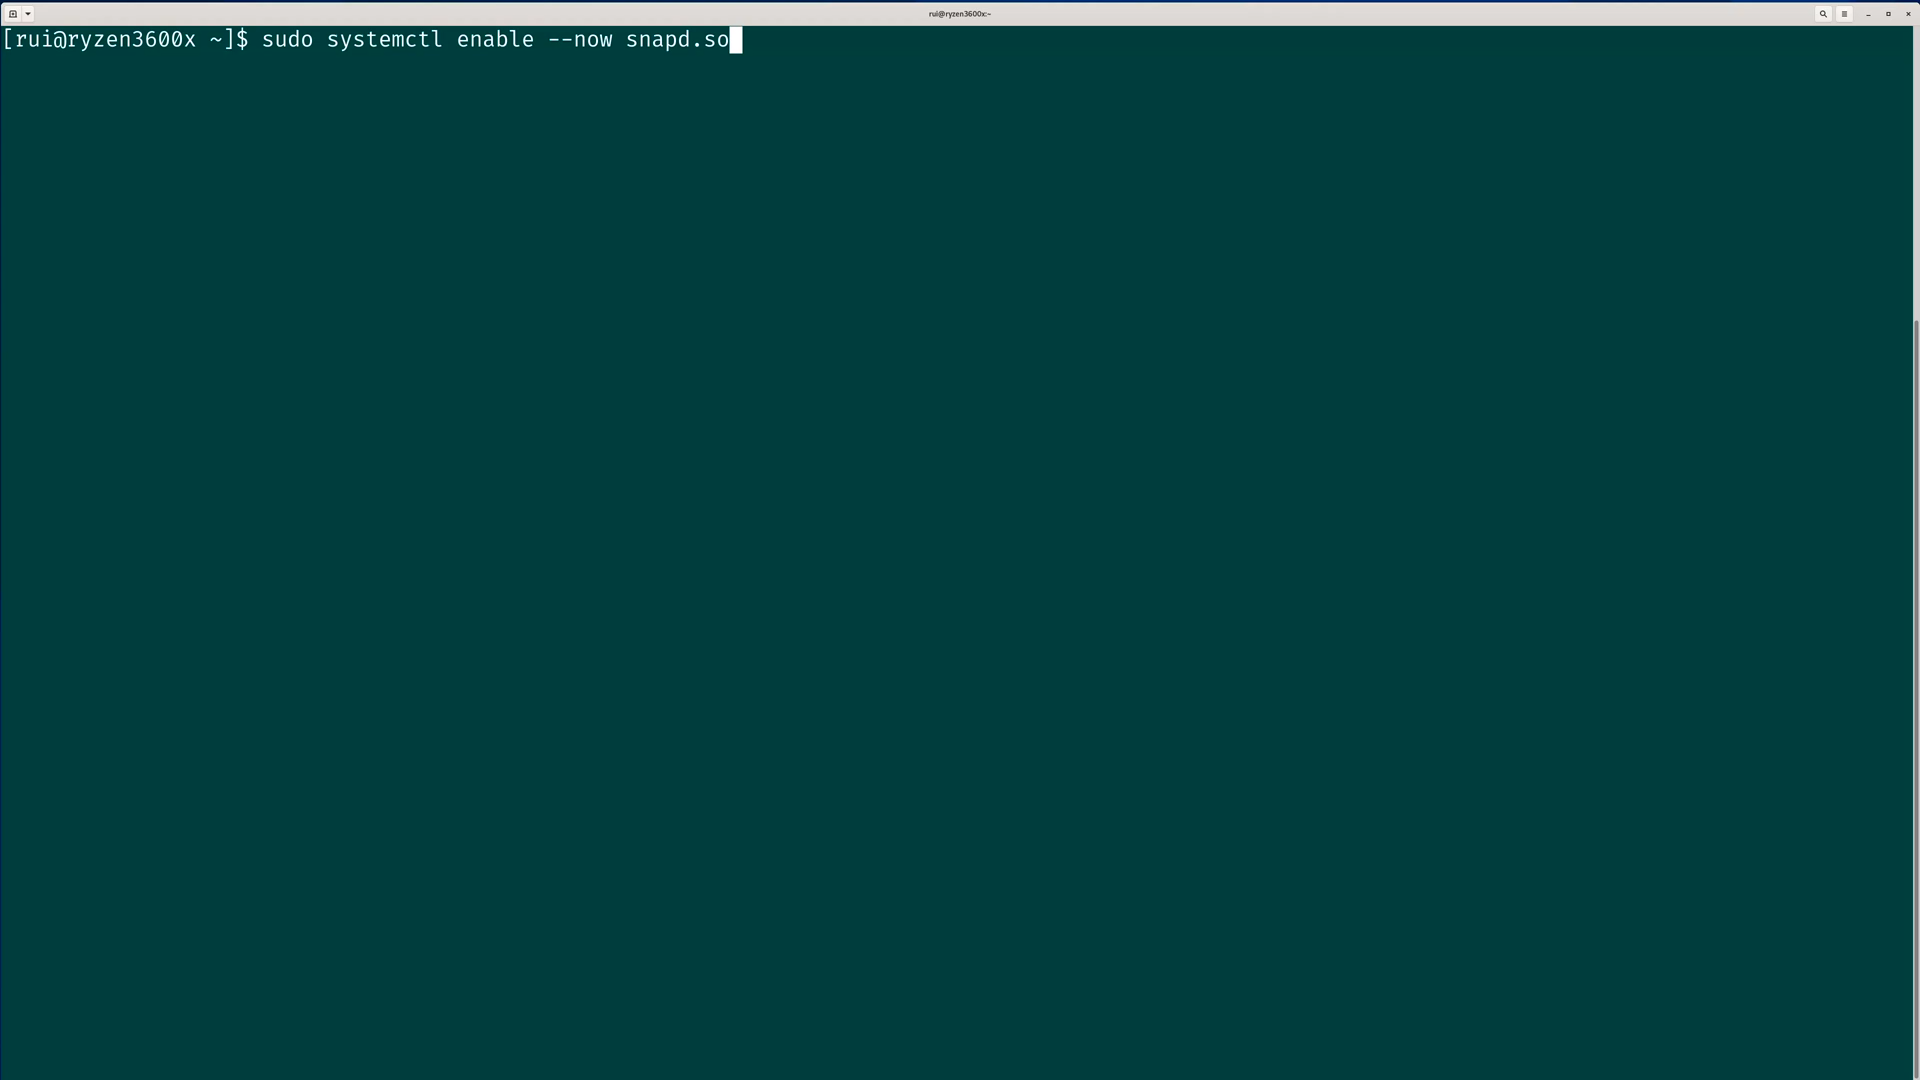 rui@ryzen3600x:~
[rui@ryzen3600x ~]$ sudo systemctl enable --now snapd.so